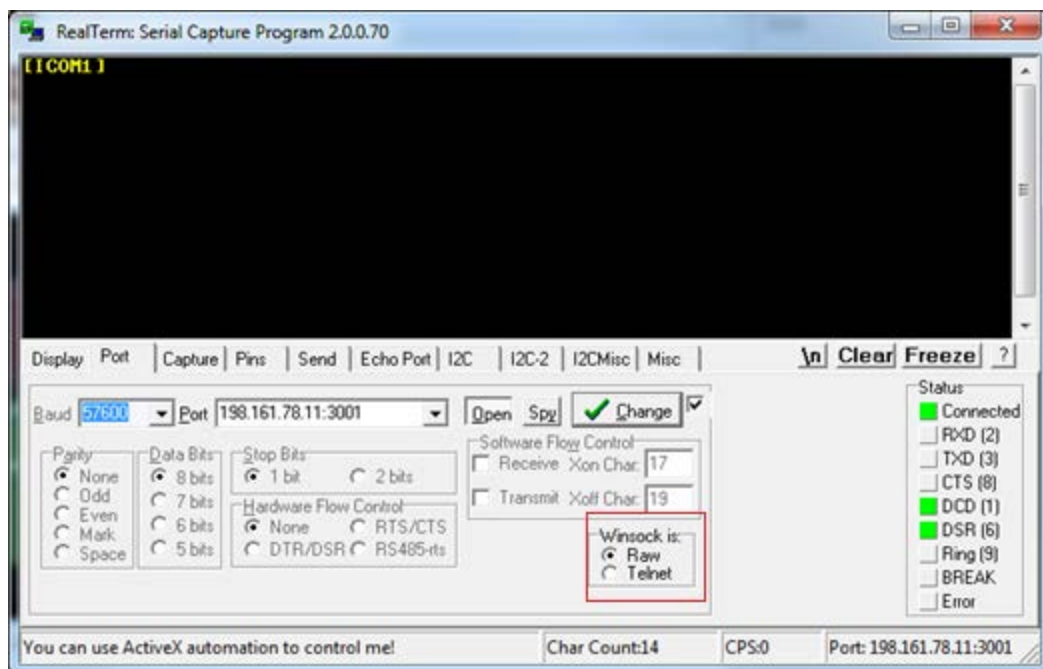 RealTerm: Serial Capture Program 2.0.0.70
[ICOM1]
Display Port Capture Pins Send Echo Port I2C I2C-2 I2CMisc Misc \n Clear Freeze ?
Baud 57600 Port 198.161.78.11:3001 Open Spy Change
Parity
None
Odd
Even
Mark
Space
Data Bits
8 bits
7 bits
6 bits
5 bits
Stop Bits
1 bit 2 bits
Hardware Flow Control
None RTS/CTS
DTR/DSR RS485-rts
Software Flow Control
Receive Xon Char: 17
Transmit Xoff Char: 19
Winsock is:
Raw
Telnet
Status
Connected
RXD (2)
TXD (3)
CTS (8)
DCD (1)
DSR (6)
Ring (9)
BREAK
Error
You can use ActiveX automation to control me! Char Count:14 CPS:0 Port: 198.161.78.11:3001